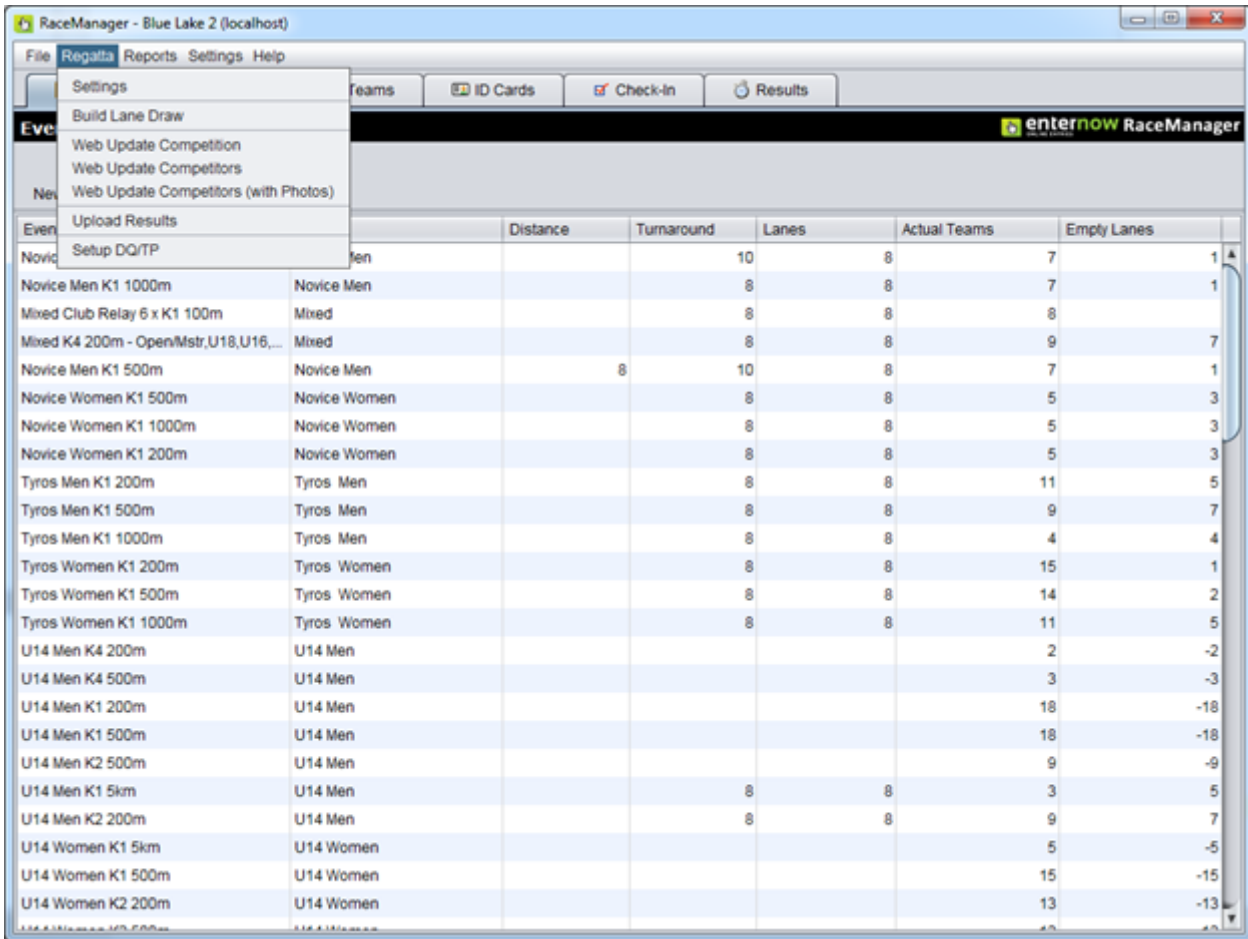 RaceManager - Blue Lake 2 (localhost)
File Regatta Reports Settings Help
Settings
Build Lane Draw
Web Update Competition
Web Update Competitors
Web Update Competitors (with Photos)
Upload Results
Setup DQ/TP
Teams ID Cards Check-In Results
Eve enternow RaceManager
ONLINE ENTRIES
Nev
Even Distance Turnaround Lanes Actual Teams Empty Lanes
Novic Men 10 8 7 1
Novice Men K1 1000m Novice Men 8 8 7 1
Mixed Club Relay 6 x K1 100m Mixed 8 8 8
Mixed K4 200m - Open/Mstr,U18,U16,... Mixed 8 8 9 7
Novice Men K1 500m Novice Men 8 10 8 7 1
Novice Women K1 500m Novice Women 8 8 5 3
Novice Women K1 1000m Novice Women 8 8 5 3
Novice Women K1 200m Novice Women 8 8 5 3
Tyros Men K1 200m Tyros Men 8 8 11 5
Tyros Men K1 500m Tyros Men 8 8 9 7
Tyros Men K1 1000m Tyros Men 8 8 4 4
Tyros Women K1 200m Tyros Women 8 8 15 1
Tyros Women K1 500m Tyros Women 8 8 14 2
Tyros Women K1 1000m Tyros Women 8 8 11 5
U14 Men K4 200m U14 Men 2 -2
U14 Men K4 500m U14 Men 3 -3
U14 Men K1 200m U14 Men 18 -18
U14 Men K1 500m U14 Men 18 -18
U14 Men K2 500m U14 Men 9 -9
U14 Men K1 5km U14 Men 8 8 3 5
U14 Men K2 200m U14 Men 8 8 9 7
U14 Women K1 5km U14 Women 5 -5
U14 Women K1 500m U14 Women 15 -15
U14 Women K2 200m U14 Women 13 -13